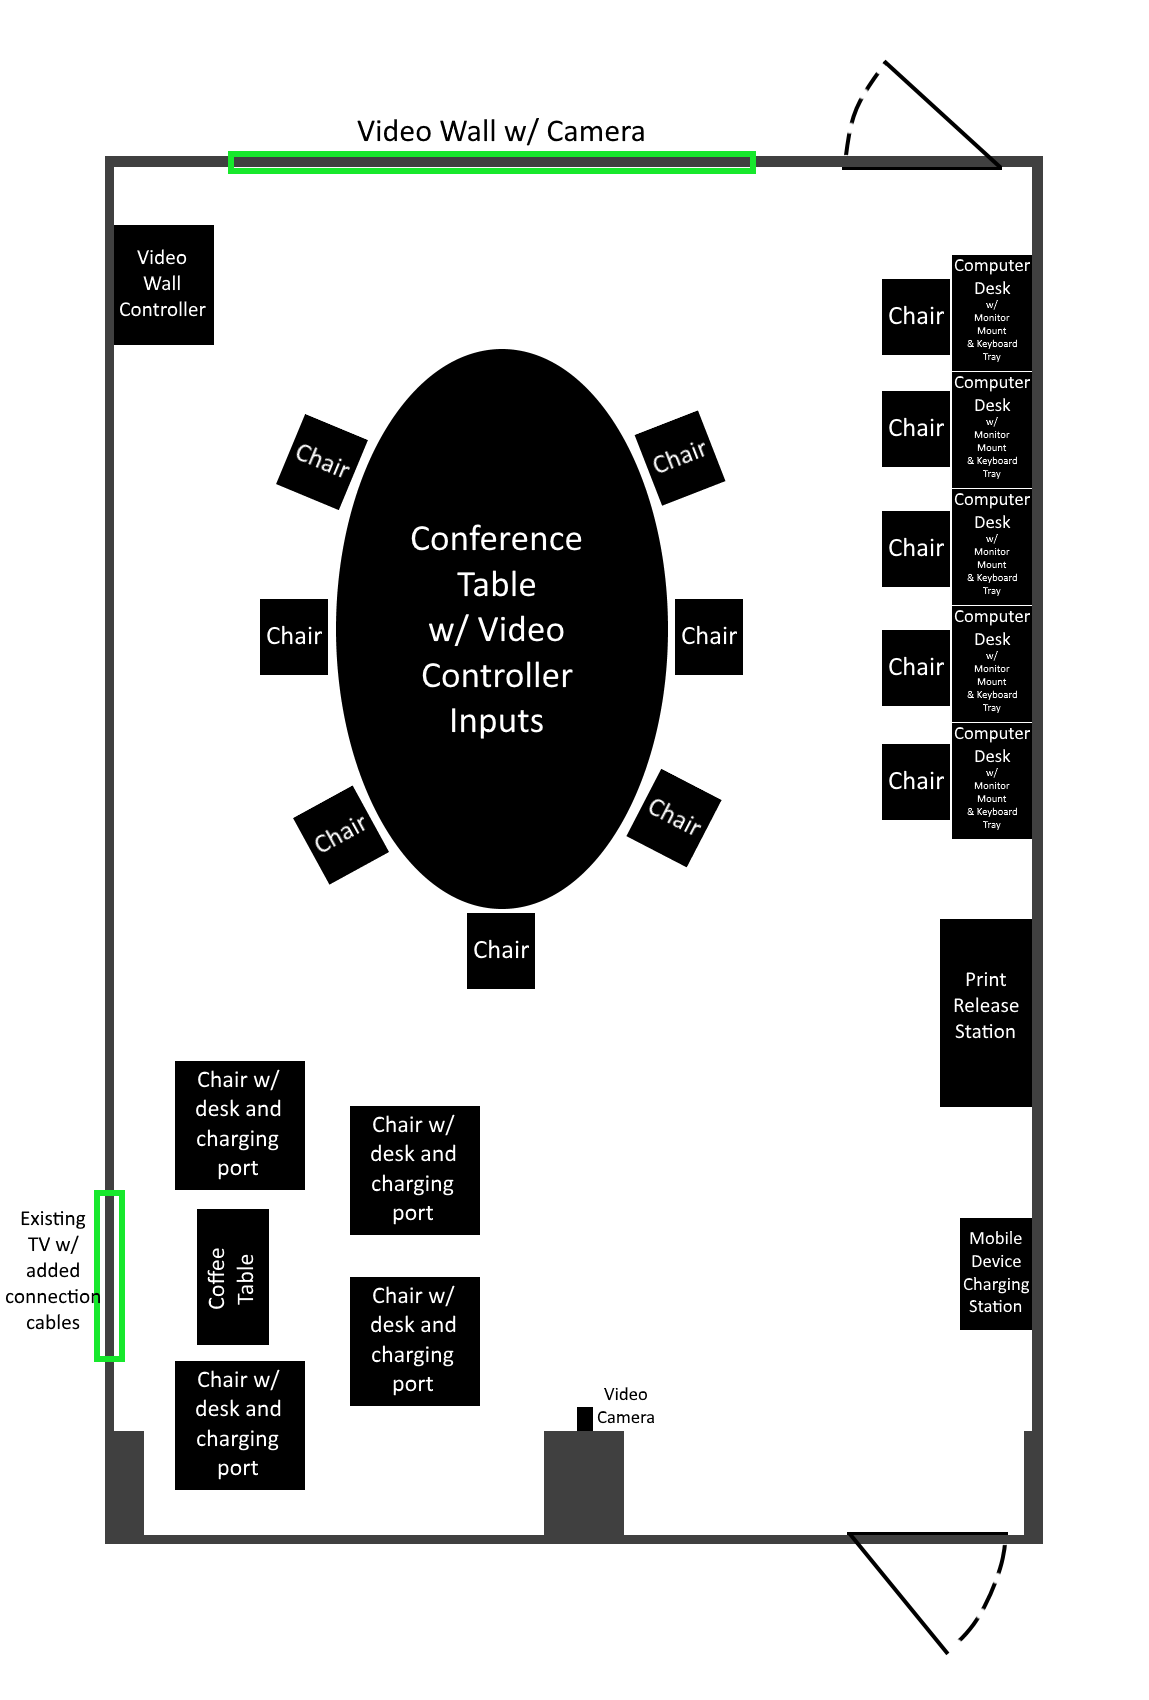 Video Wall w/ Camera
Video
Wall
Controller
Computer
Desk
w/
Monitor
Mount
& Keyboard
Tray
Chair
Computer
Desk
w/
Monitor
Mount
& Keyboard
Tray
Chair
Computer
Desk
w/
Monitor
Mount
& Keyboard
Tray
Chair
Computer
Desk
w/
Monitor
Mount
& Keyboard
Tray
Chair
Computer
Desk
w/
Monitor
Mount
& Keyboard
Tray
Chair
Chair
Chair
Conference
Table
w/ Video
Controller
Inputs
Chair
Chair
Chair
Chair
Chair
Print
Release
Station
Chair w/
desk and
charging
port
Chair w/
desk and
charging
port
Existing
TV w/
added
connection
cables
Coffee
Table
Mobile
Device
Charging
Station
Chair w/
desk and
charging
port
Chair w/
desk and
charging
port
Video
Camera